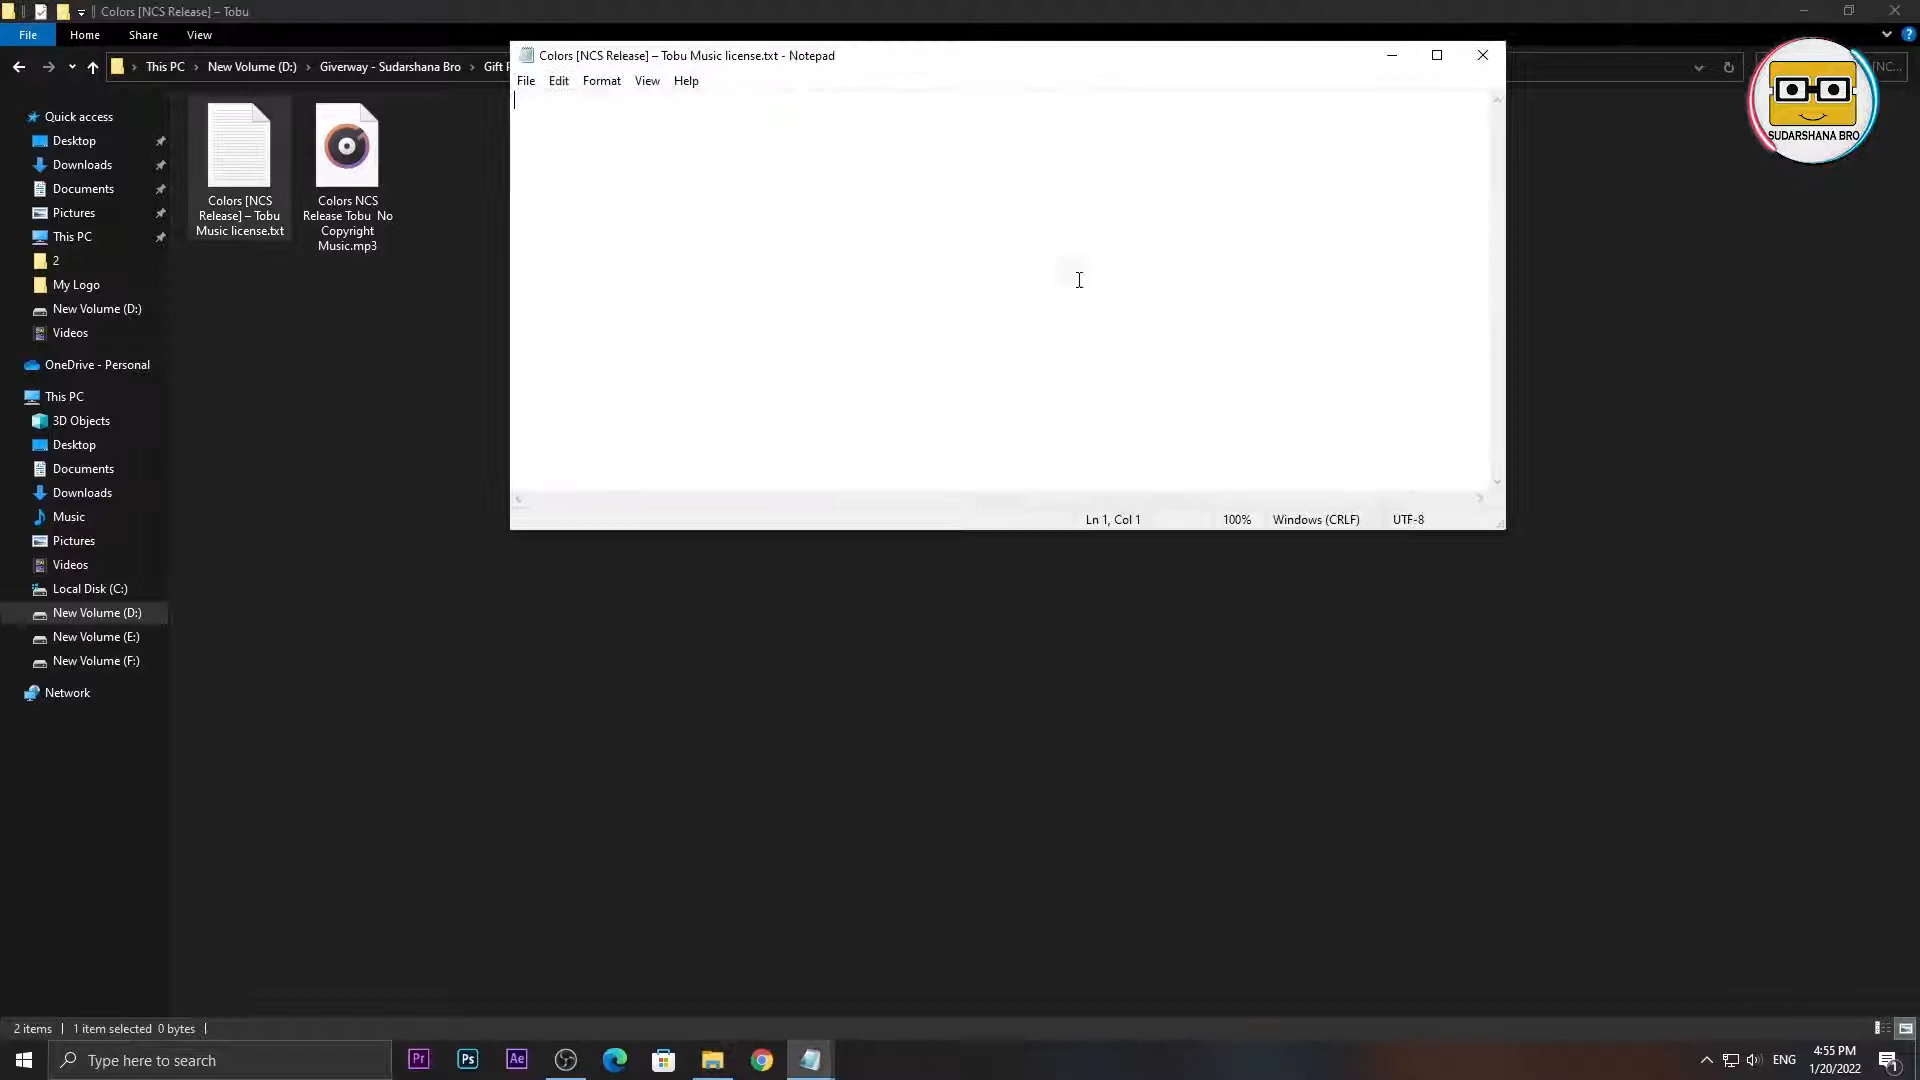 Colors [NCS Release] – Tobu
File Home Share View
This PC New Volume (D:) Giverway - Sudarshana Bro Gift
Colors [NCS Release] – Tobu Music license.txt - Notepad
File Edit Format View Help
SUDARSHANA BRO
Quick access
Desktop
Downloads
Documents
Pictures
This PC
2
My Logo
New Volume (D:)
Videos
OneDrive - Personal
This PC
3D Objects
Desktop
Documents
Downloads
Music
Pictures
Videos
Local Disk (C:)
New Volume (D:)
New Volume (E:)
New Volume (F:)
Network
Colors [NCS
Release] – Tobu
Music license.txt
Colors NCS
Release Tobu No
Copyright
Music.mp3
Ln 1, Col 1 100% Windows (CRLF) UTF-8
2 items 1 item selected 0 bytes
Type here to search
Pr Ps Ae
ENG
4:55 PM
1/20/2022
1